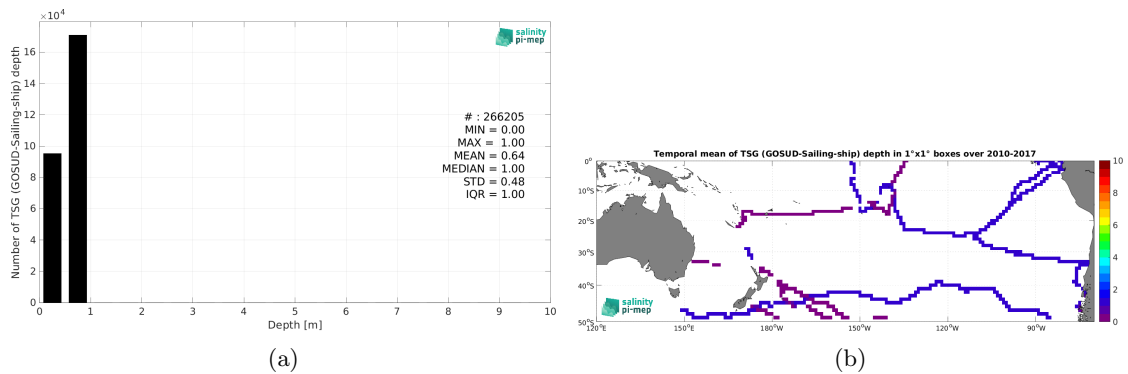 ×10⁴
16
14
12
10
8
6
4
2
0
Number of TSG (GOSUD-Sailing-ship) depth
salinity
pi-mep
# : 266205
MIN = 0.00
MAX = 1.00
MEAN = 0.64
MEDIAN = 1.00
STD = 0.48
IQR = 1.00
0 1 2 3 4 5 6 7 8 9 10
Depth [m]
(a)
Temporal mean of TSG (GOSUD-Sailing-ship) depth in 1°x1° boxes over 2010-2017
0°
10°S
20°S
30°S
40°S
50°S
salinity
pi-mep
120°E 150°E 180°W 150°W 120°W 90°W
10
8
6
4
2
0
(b)